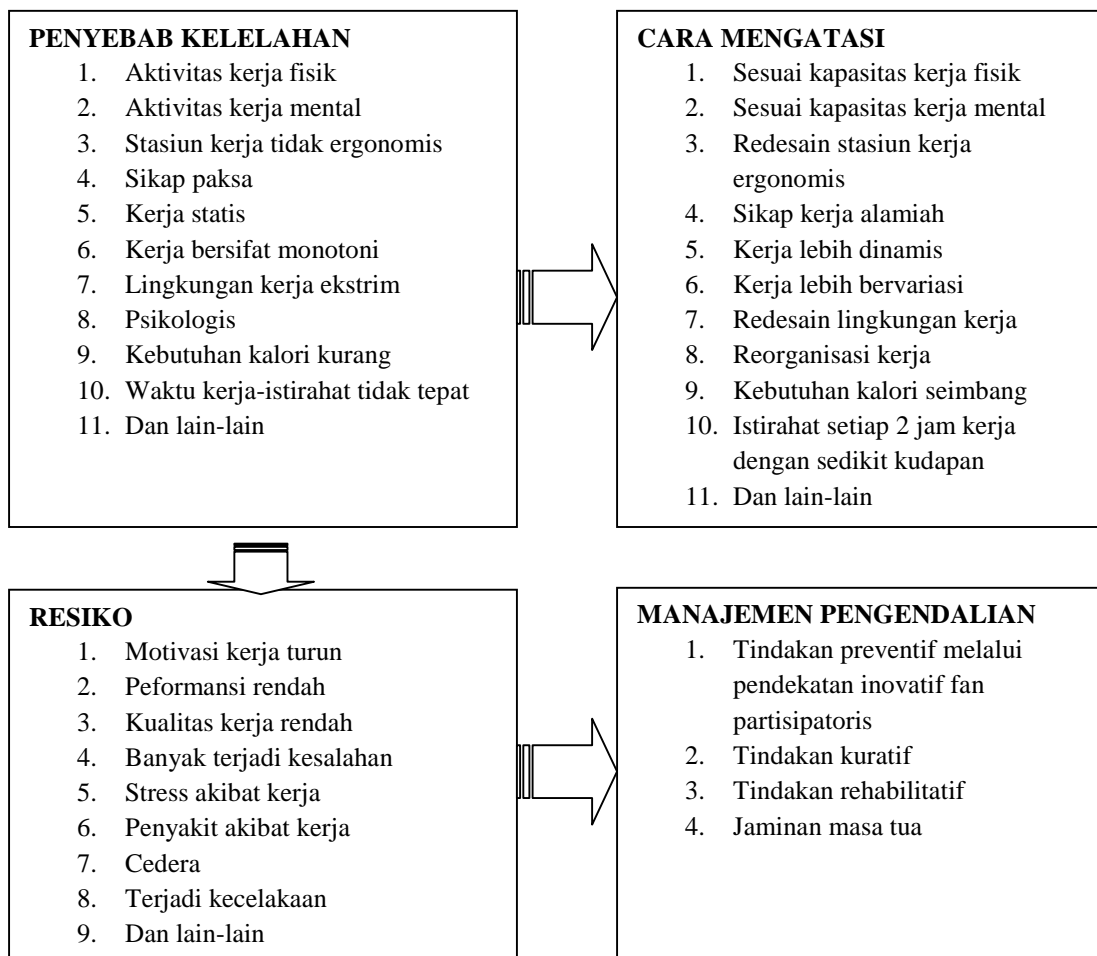 PENYEBAB KELELAHAN
1. Aktivitas kerja fisik
2. Aktivitas kerja mental
3. Stasiun kerja tidak ergonomis
4. Sikap paksa
5. Kerja statis
6. Kerja bersifat monotoni
7. Lingkungan kerja ekstrim
8. Psikologis
9. Kebutuhan kalori kurang
10. Waktu kerja-istirahat tidak tepat
11. Dan lain-lain
CARA MENGATASI
1. Sesuai kapasitas kerja fisik
2. Sesuai kapasitas kerja mental
3. Redesain stasiun kerja
ergonomis
4. Sikap kerja alamiah
5. Kerja lebih dinamis
6. Kerja lebih bervariasi
7. Redesain lingkungan kerja
8. Reorganisasi kerja
9. Kebutuhan kalori seimbang
10. Istirahat setiap 2 jam kerja
dengan sedikit kudapan
11. Dan lain-lain
RESIKO
1. Motivasi kerja turun
2. Peformansi rendah
3. Kualitas kerja rendah
4. Banyak terjadi kesalahan
5. Stress akibat kerja
6. Penyakit akibat kerja
7. Cedera
8. Terjadi kecelakaan
9. Dan lain-lain
MANAJEMEN PENGENDALIAN
1. Tindakan preventif melalui
pendekatan inovatif fan
partisipatoris
2. Tindakan kuratif
3. Tindakan rehabilitatif
4. Jaminan masa tua